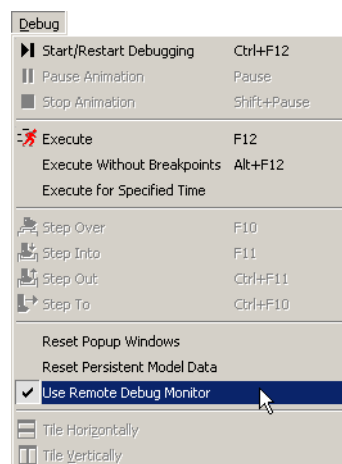 Debug
Start/Restart Debugging Ctrl+F12
Pause Animation Pause
Stop Animation Shift+Pause
Execute F12
Execute Without Breakpoints Alt+F12
Execute for Specified Time
Step Over F10
Step Into F11
Step Out Ctrl+F11
Step To Ctrl+F10
Reset Popup Windows
Reset Persistent Model Data
Use Remote Debug Monitor
Tile Horizontally
Tile Vertically